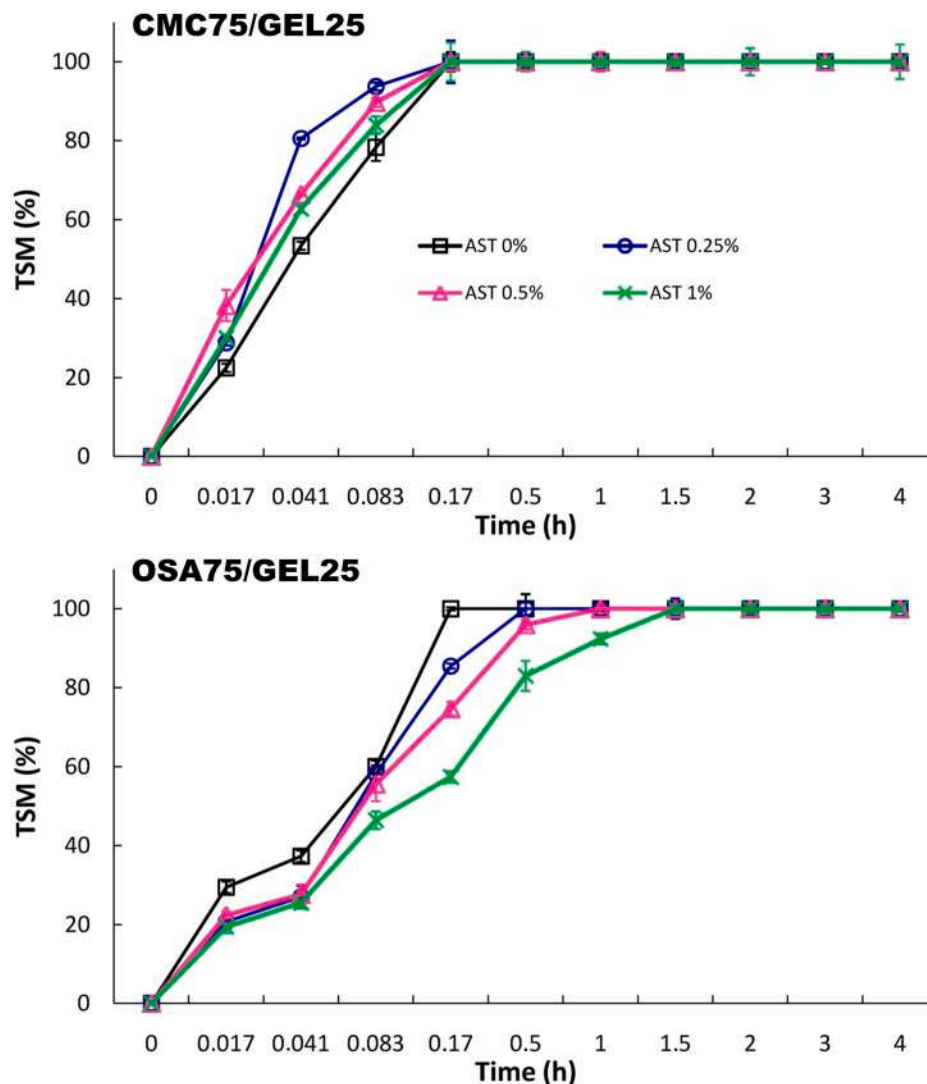 CMC75/GEL25
100
80
60
40
20
0
TSM (%)
AST 0% AST 0.25%
AST 0.5% AST 1%
0 0.017 0.041 0.083 0.17 0.5 1 1.5 2 3 4
Time (h)
OSA75/GEL25
100
80
60
40
20
0
TSM (%)
0 0.017 0.041 0.083 0.17 0.5 1 1.5 2 3 4
Time (h)